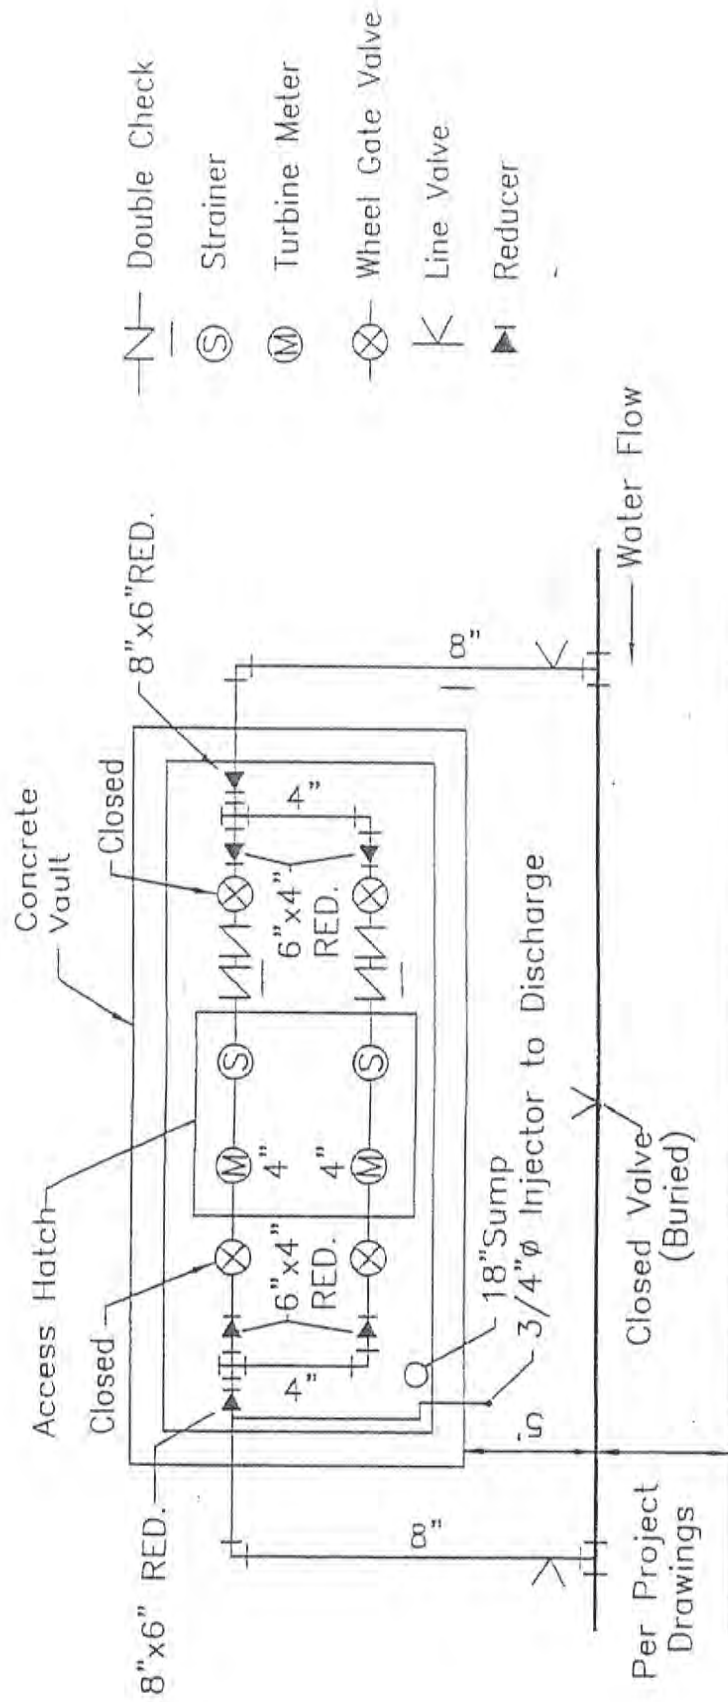 Concrete
Vault
Access Hatch
Closed
Closed
8"x6" RED.
8"x6"RED.
4"
6"x4"
RED.
M
4"
S
6"x4"
RED.
4"
4"
M
S
18"Sump
3/4"ø Injector to Discharge
8"
8"
5'
Closed Valve
(Buried)
Per Project
Drawings
Water Flow
Double Check
S Strainer
M Turbine Meter
Wheel Gate Valve
Line Valve
Reducer